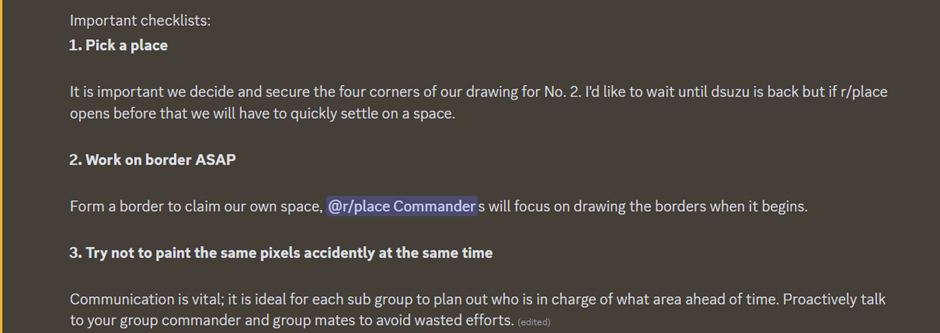 Important checklists:
1. Pick a place
It is important we decide and secure the four corners of our drawing for No. 2. I'd like to wait until dsuzu is back but if r/place
opens before that we will have to quickly settle on a space.
2. Work on border ASAP
Form a border to claim our own space, @r/place Commanders will focus on drawing the borders when it begins.
3. Try not to paint the same pixels accidently at the same time
Communication is vital; it is ideal for each sub group to plan out who is in charge of what area ahead of time. Proactively talk
to your group commander and group mates to avoid wasted efforts. (edited)